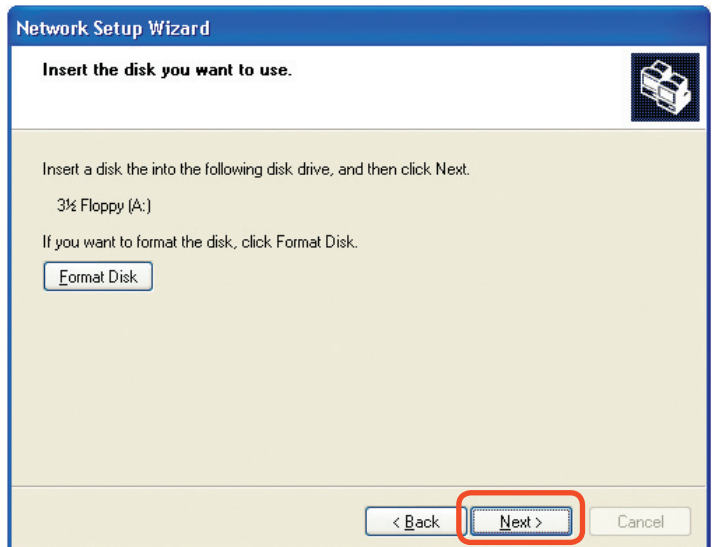 Network Setup Wizard
Insert the disk you want to use.
Insert a disk the into the following disk drive, and then click Next.
3½ Floppy (A:)
If you want to format the disk, click Format Disk.
Format Disk
< Back Next > Cancel